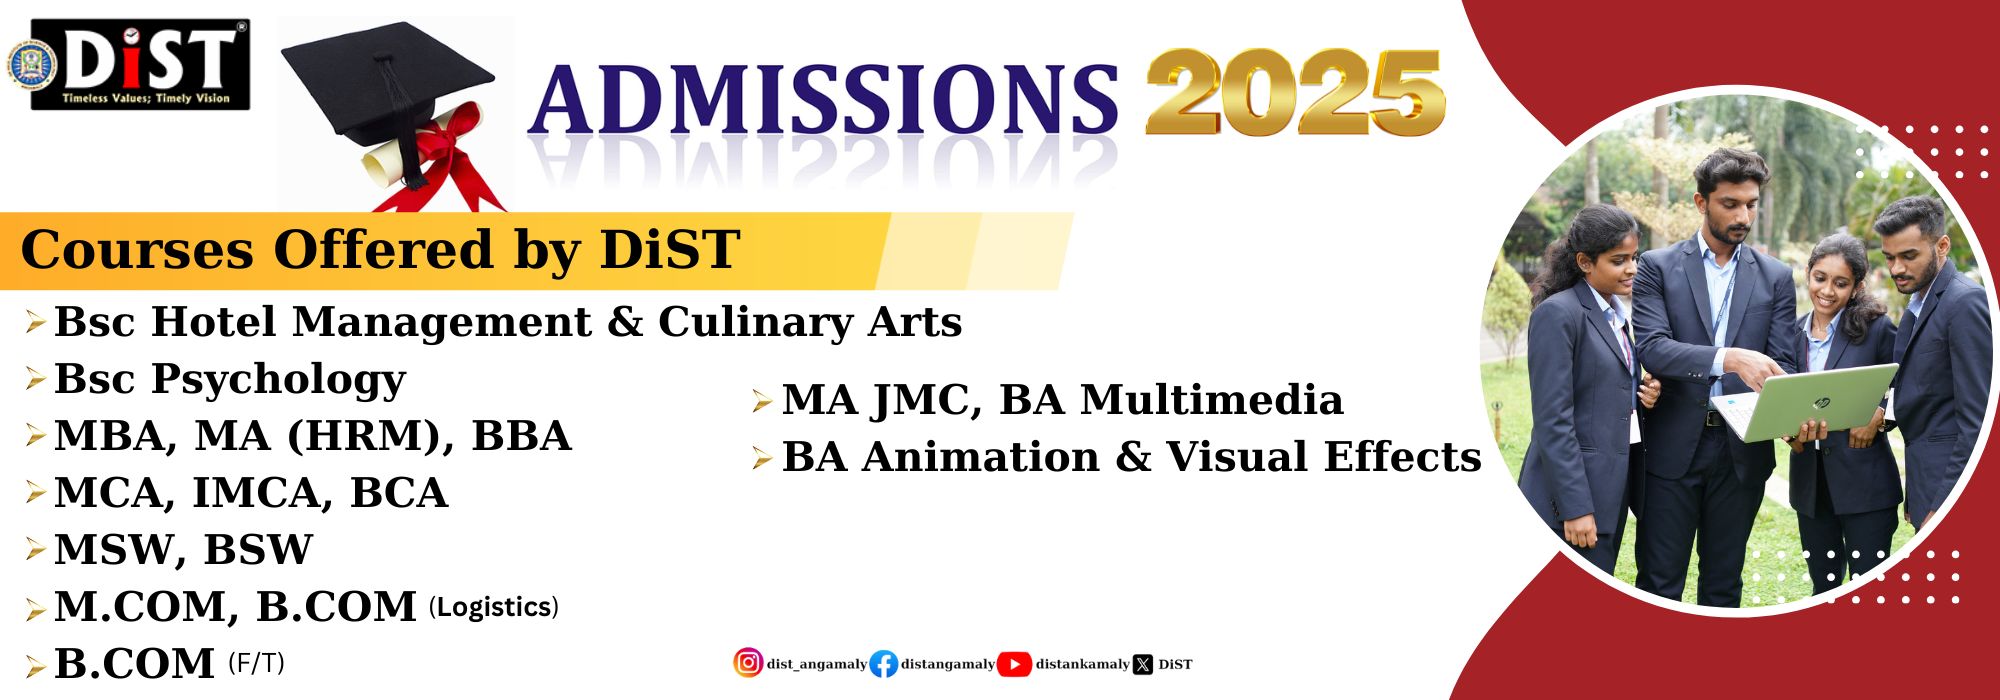 DiST®
Timeless Values; Timely Vision
ADMISSIONS 2025
Courses Offered by DiST
Bsc Hotel Management & Culinary Arts
Bsc Psychology
MBA, MA (HRM), BBA
MCA, IMCA, BCA
MSW, BSW
M.COM, B.COM (Logistics)
B.COM (F/T)
MA JMC, BA Multimedia
BA Animation & Visual Effects
dist_angamaly distangamaly distankamaly DiST
hp